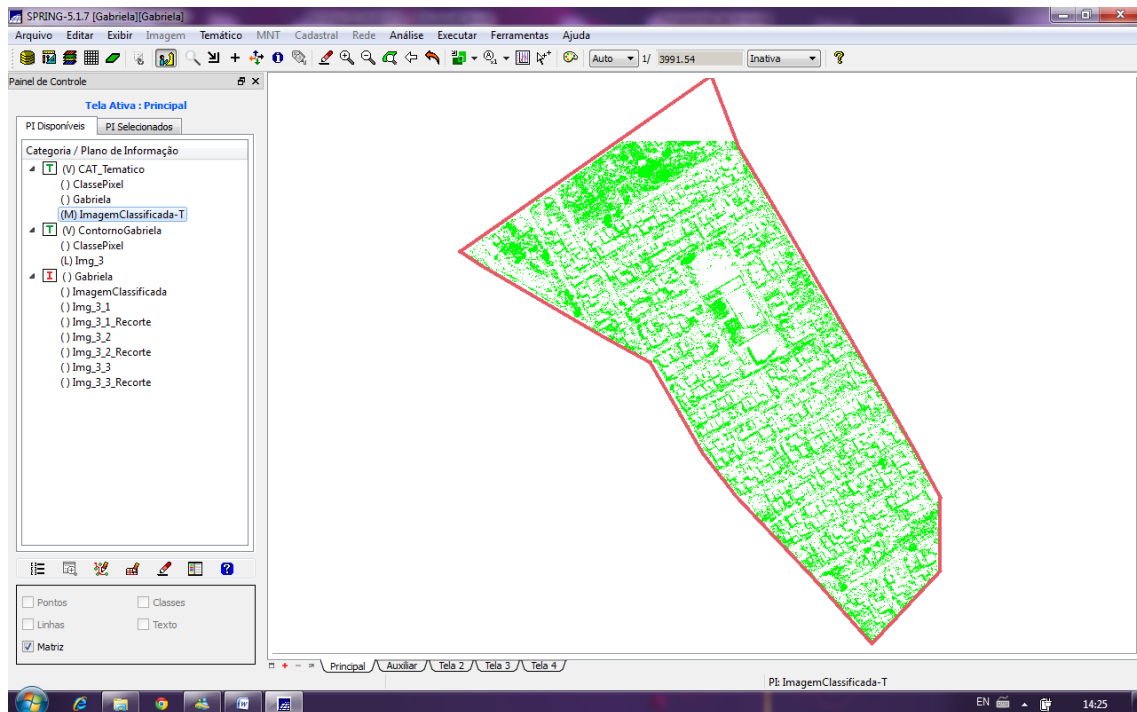 SPRING-5.1.7 [Gabriela][Gabriela]
Arquivo Editar Exibir Imagem Temático MNT Cadastral Rede Análise Executar Ferramentas Ajuda
Auto 1/ 3991.54 Inativa
Painel de Controle
Tela Ativa : Principal
PI Disponíveis PI Selecionados
Categoria / Plano de Informação
T (V) CAT_Tematico
( ) ClassePixel
( ) Gabriela
(M) ImagemClassificada-T
T (V) ContornoGabriela
( ) ClassePixel
(L) Img_3
I ( ) Gabriela
( ) ImagemClassificada
( ) Img_3_1
( ) Img_3_1_Recorte
( ) Img_3_2
( ) Img_3_2_Recorte
( ) Img_3_3
( ) Img_3_3_Recorte
Pontos Classes
Linhas Texto
Matriz
Principal Auxiliar Tela 2 Tela 3 Tela 4
PI: ImagemClassificada-T
EN 14:25